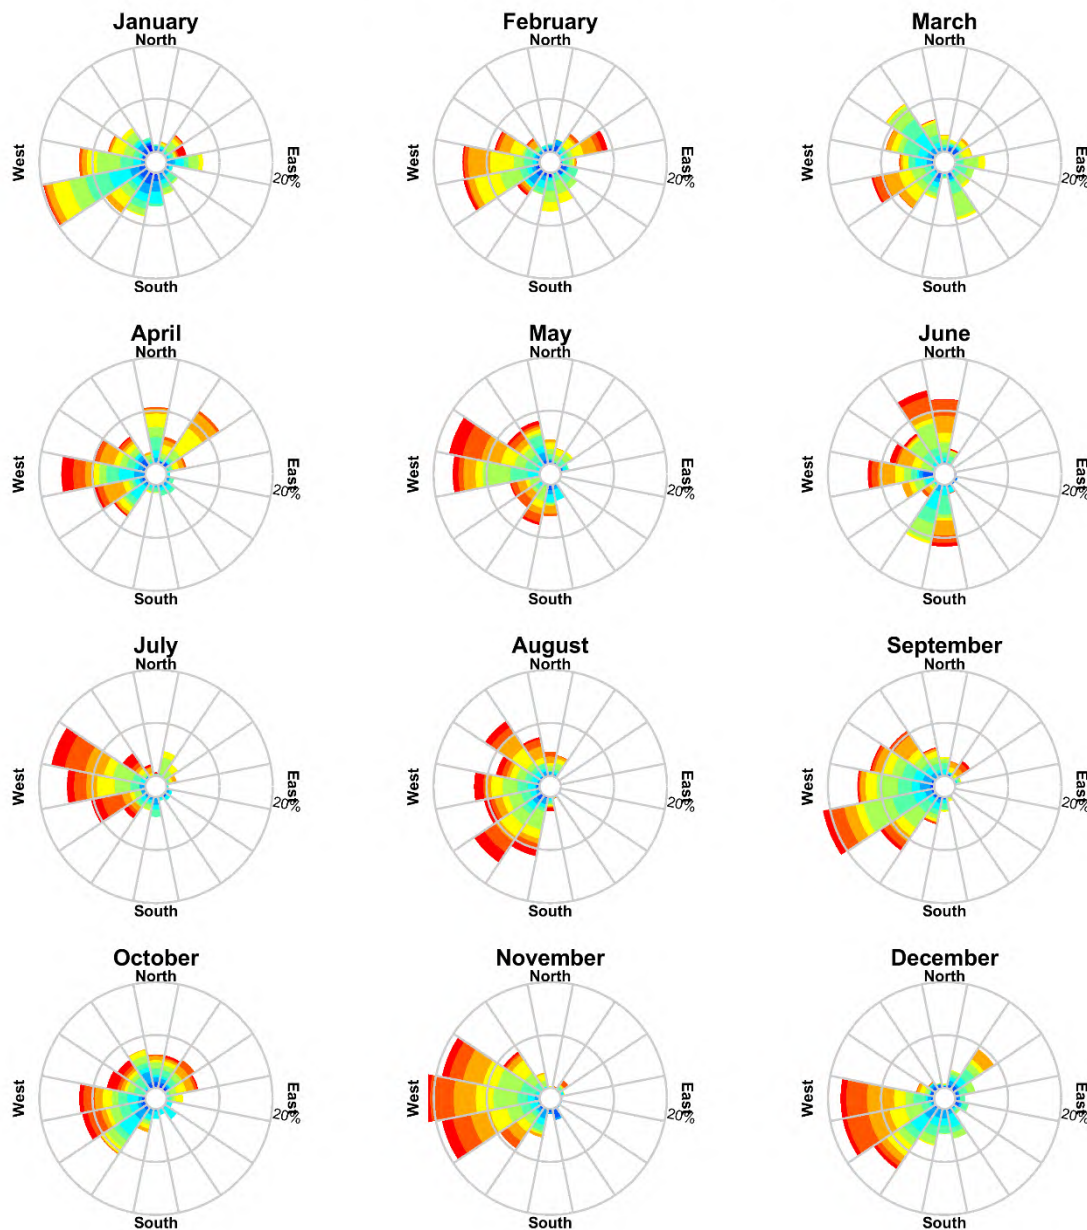 January
North
West
East
20%
South
February
North
West
East
20%
South
March
North
West
East
20%
South
April
North
West
East
20%
South
May
North
West
East
20%
South
June
North
West
East
20%
South
July
North
West
East
20%
South
August
North
West
East
20%
South
September
North
West
East
20%
South
October
North
West
East
20%
South
November
North
West
East
20%
South
December
North
West
East
20%
South